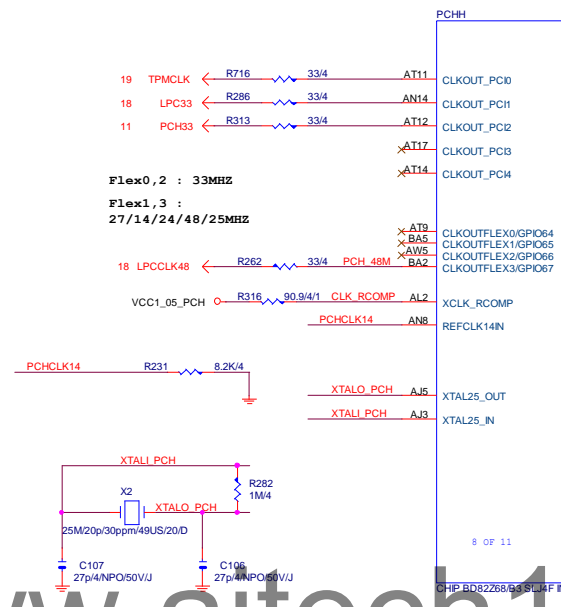 PCHH
19 TPMCLK R716 33/4 AT11 CLKOUT_PCI0
18 LPC33 R286 33/4 AN14 CLKOUT_PCI1
11 PCH33 R313 33/4 AT12 CLKOUT_PCI2
AT17 CLKOUT_PCI3
AT14 CLKOUT_PCI4
Flex0,2 : 33MHZ
Flex1,3 :
27/14/24/48/25MHZ
AT9 CLKOUTFLEX0/GPIO64
BA5 CLKOUTFLEX1/GPIO65
AW5 CLKOUTFLEX2/GPIO66
18 LPCCLK48 R262 33/4 PCH_48M BA2 CLKOUTFLEX3/GPIO67
VCC1_05_PCH R316 90.9/4/1 CLK_RCOMP AL2 XCLK_RCOMP
PCHCLK14 AN8 REFCLK14IN
PCHCLK14 R231 8.2K/4
XTALO_PCH AJ5 XTAL25_OUT
XTALI_PCH AJ3 XTAL25_IN
XTALI_PCH
R282
1M/4
X2
XTALO_PCH
25M/20p/30ppm/49US/20/D
8 OF 11
C107
27p/4/NPO/50V/J
C106
27p/4/NPO/50V/J
CHIP BD82Z68/B3 SLJ4F